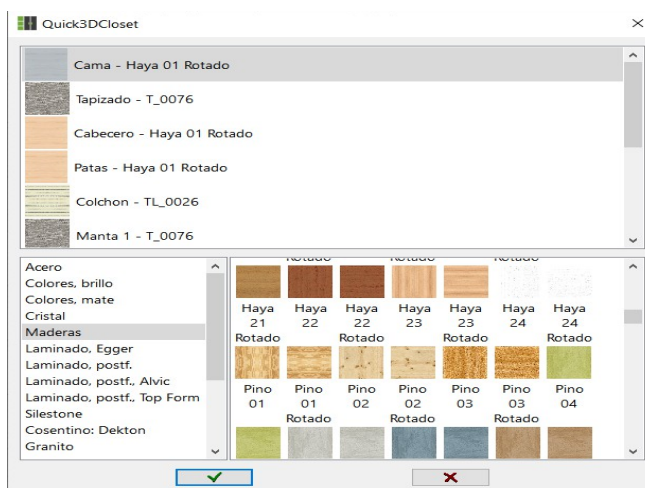 Quick3DCloset
Cama - Haya 01 Rotado
Tapizado - T_0076
Cabecero - Haya 01 Rotado
Patas - Haya 01 Rotado
Colchon - TL_0026
Manta 1 - T_0076
Acero
Colores, brillo
Colores, mate
Cristal
Maderas
Laminado, Egger
Laminado, postf.
Laminado, postf., Alvic
Laminado, postf., Top Form
Silestone
Cosentino: Dekton
Granito
Rotado Rotado Rotado
Haya Haya Haya Haya Haya Haya Haya
21 22 22 23 23 24 24
Rotado Rotado Rotado Rotado
Pino Pino Pino Pino Pino Pino Pino
01 01 02 02 03 03 04
Rotado Rotado Rotado